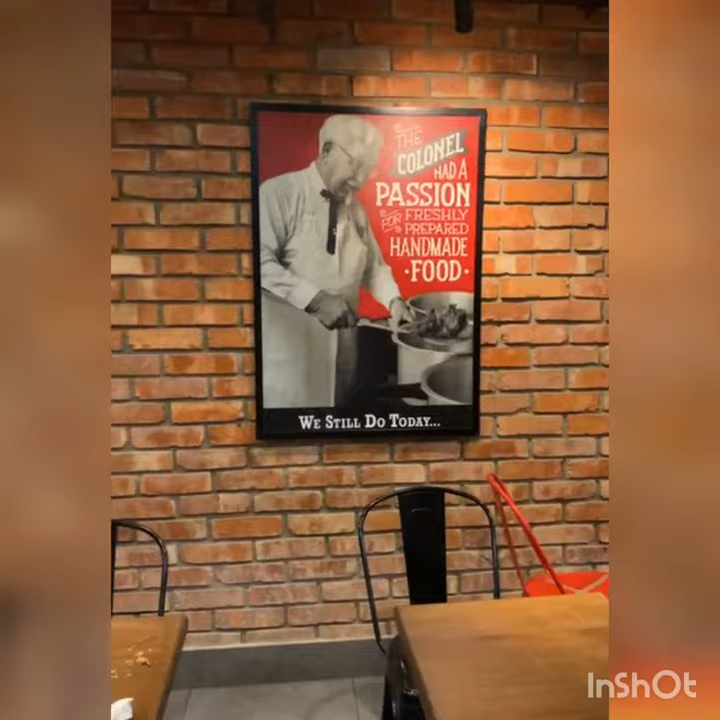 THE
COLONEL
HAD A
PASSION
FOR FRESHLY
PREPARED
HANDMADE
·FOOD·
WE STILL DO TODAY...
InShOt